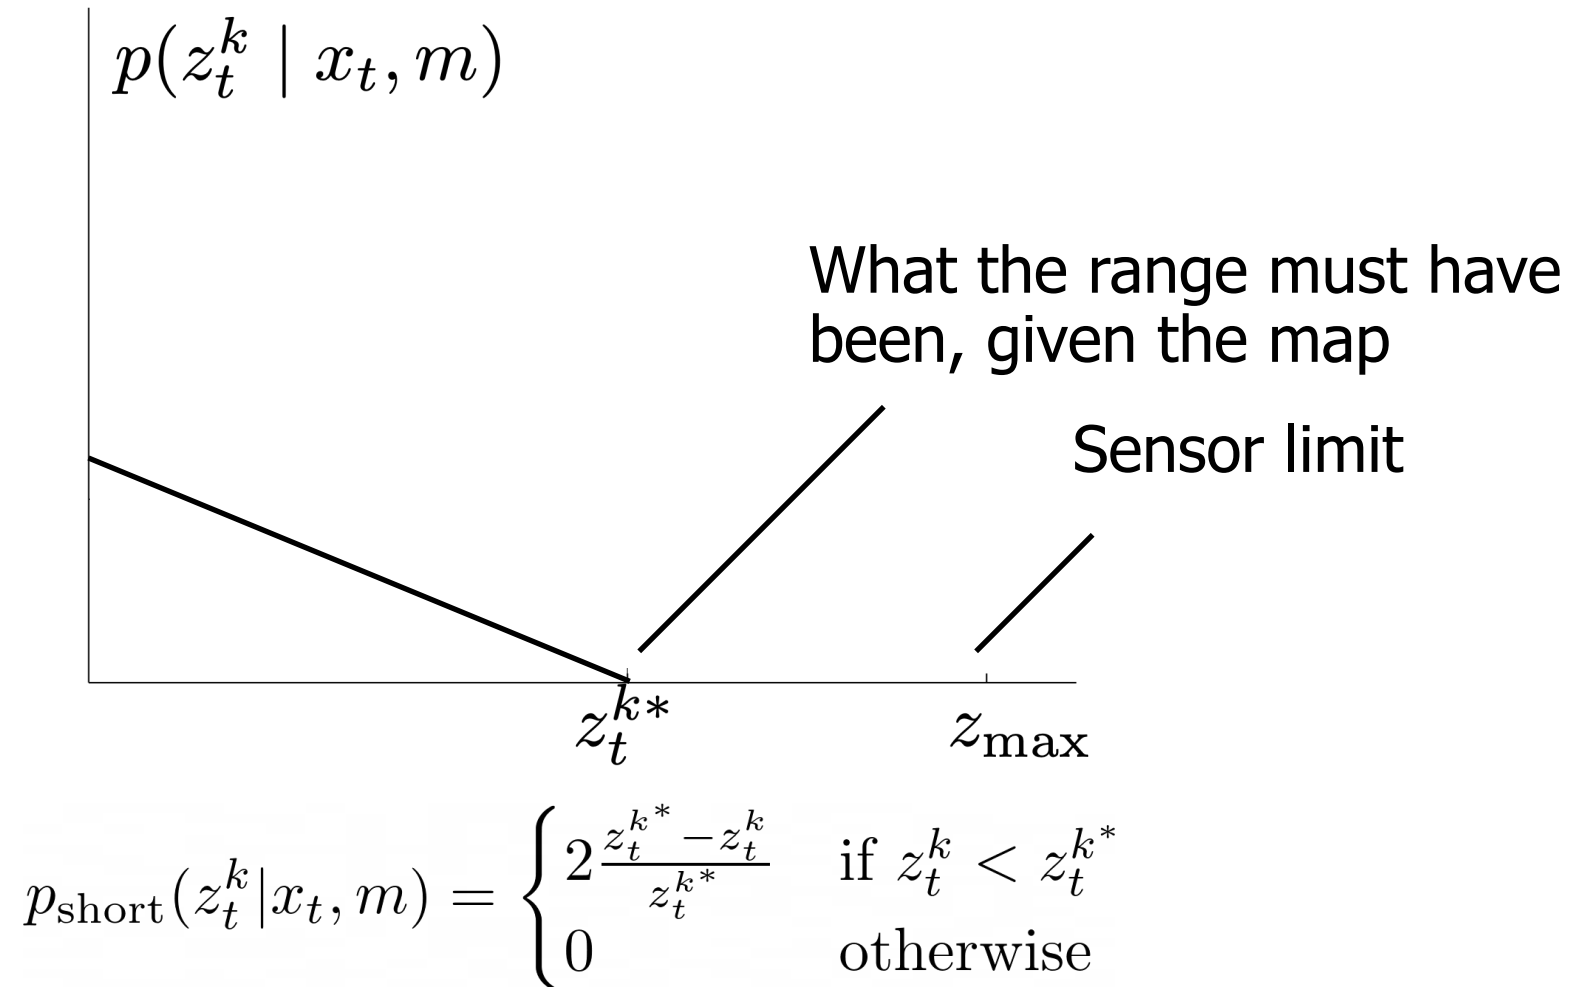 p(z_t^k | x_t, m)
What the range must have
been, given the map
Sensor limit
z_t^{k*}
z_max
p_short(z_t^k|x_t, m) = { 2 \frac{z_t^{k*} - z_t^k}{z_t^{k*}} if z_t^k < z_t^{k*}
0 otherwise